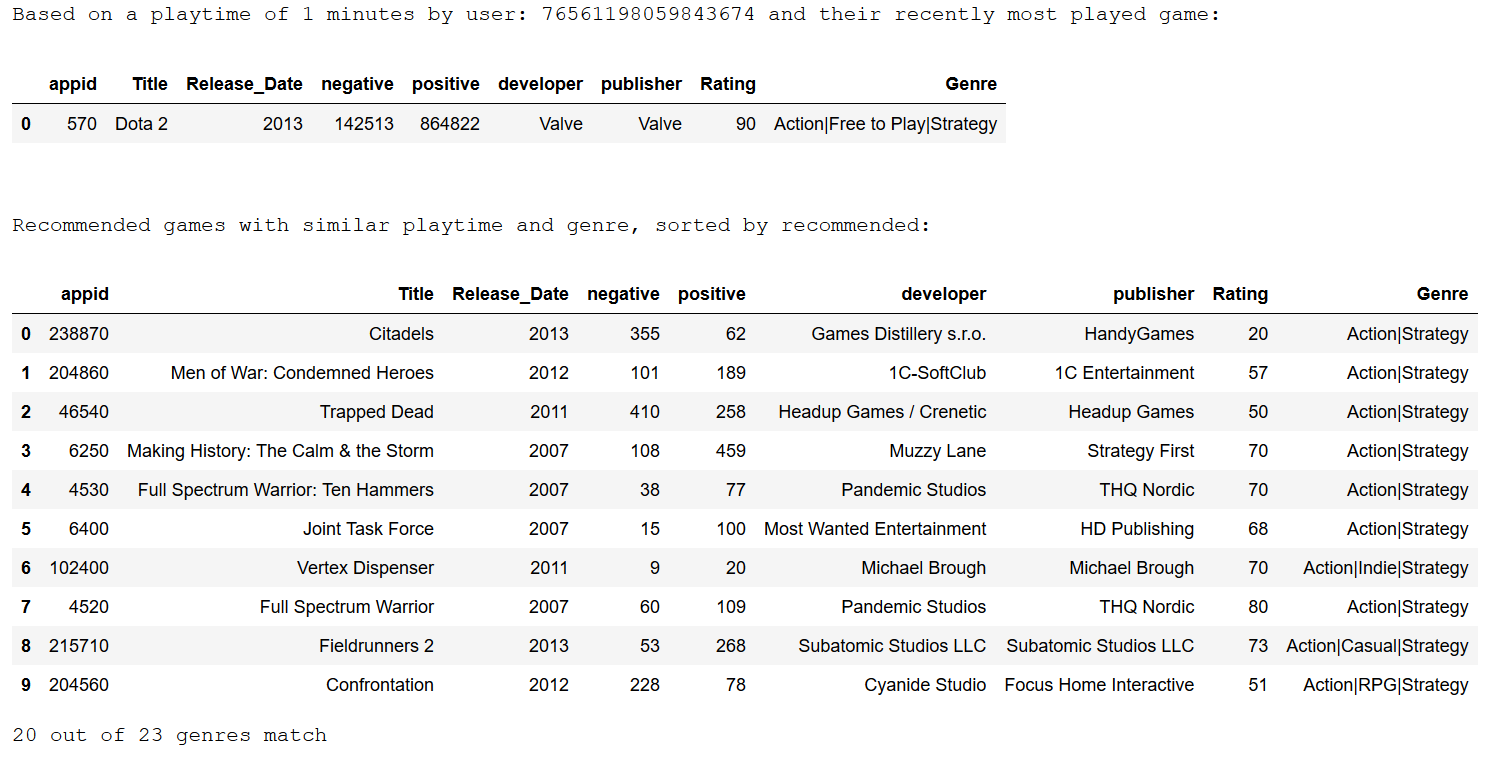 Based on a playtime of 1 minutes by user: 76561198059843674 and their recently most played game:
appid Title Release_Date negative positive developer publisher Rating Genre
0 570 Dota 2 2013 142513 864822 Valve Valve 90 Action|Free to Play|Strategy
Recommended games with similar playtime and genre, sorted by recommended:
appid Title Release_Date negative positive developer publisher Rating Genre
0 238870 Citadels 2013 355 62 Games Distillery s.r.o. HandyGames 20 Action|Strategy
1 204860 Men of War: Condemned Heroes 2012 101 189 1C-SoftClub 1C Entertainment 57 Action|Strategy
2 46540 Trapped Dead 2011 410 258 Headup Games / Crenetic Headup Games 50 Action|Strategy
3 6250 Making History: The Calm & the Storm 2007 108 459 Muzzy Lane Strategy First 70 Action|Strategy
4 4530 Full Spectrum Warrior: Ten Hammers 2007 38 77 Pandemic Studios THQ Nordic 70 Action|Strategy
5 6400 Joint Task Force 2007 15 100 Most Wanted Entertainment HD Publishing 68 Action|Strategy
6 102400 Vertex Dispenser 2011 9 20 Michael Brough Michael Brough 70 Action|Indie|Strategy
7 4520 Full Spectrum Warrior 2007 60 109 Pandemic Studios THQ Nordic 80 Action|Strategy
8 215710 Fieldrunners 2 2013 53 268 Subatomic Studios LLC Subatomic Studios LLC 73 Action|Casual|Strategy
9 204560 Confrontation 2012 228 78 Cyanide Studio Focus Home Interactive 51 Action|RPG|Strategy
20 out of 23 genres match